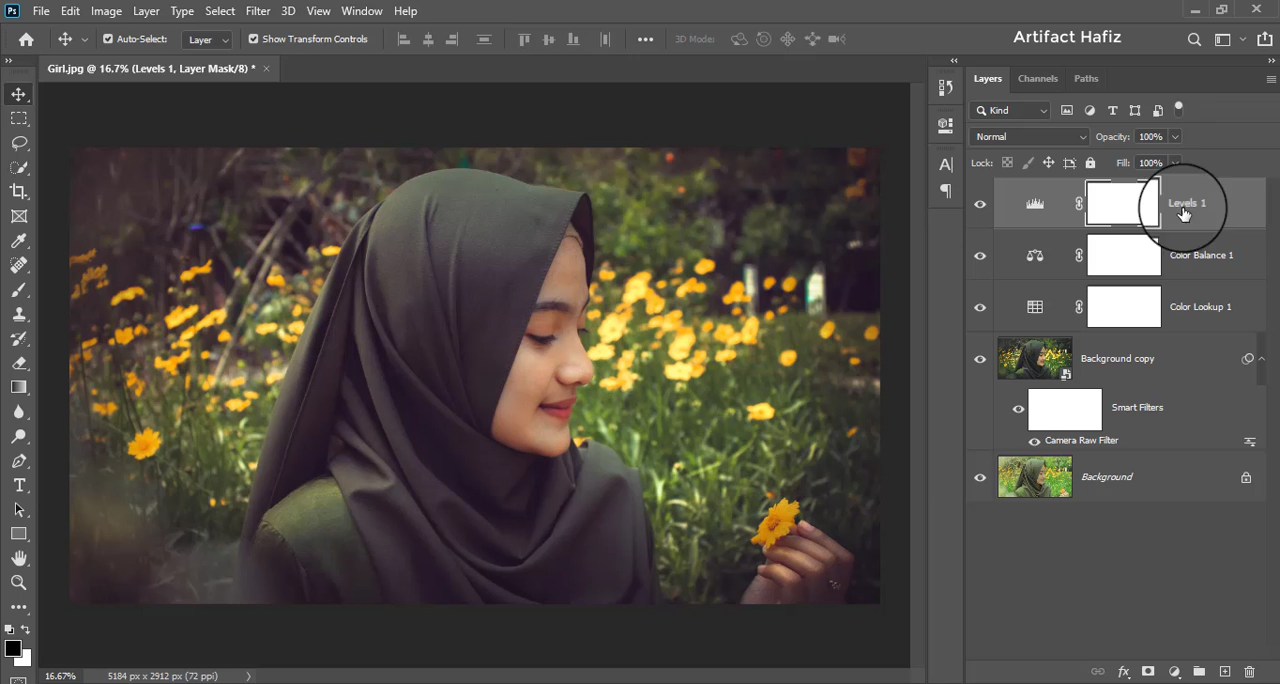 Ps File Edit Image Layer Type Select Filter 3D View Window Help
Auto-Select: Layer Show Transform Controls 3D Mode: Artifact Hafiz
Girl.jpg @ 16.7% (Levels 1, Layer Mask/8) *
Layers Channels Paths
Kind
Normal Opacity: 100%
Lock: Fill: 100%
Levels 1
Color Balance 1
Color Lookup 1
Background copy
Smart Filters
Camera Raw Filter
Background
16.67% 5184 px x 2912 px (72 ppi)